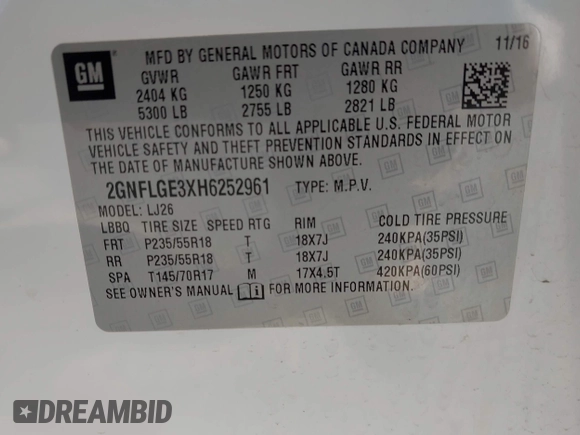 GM
MFD BY GENERAL MOTORS OF CANADA COMPANY 11/16
GVWR GAWR FRT GAWR RR
2404 KG 1250 KG 1280 KG
5300 LB 2755 LB 2821 LB
THIS VEHICLE CONFORMS TO ALL APPLICABLE U.S. FEDERAL MOTOR
VEHICLE SAFETY AND THEFT PREVENTION STANDARDS IN EFFECT ON
THE DATE OF MANUFACTURE SHOWN ABOVE.
2GNFLGE3XH6252961 TYPE: M.P.V.
MODEL: LJ26
LBBQ TIRE SIZE SPEED RTG RIM COLD TIRE PRESSURE
FRT P235/55R18 T 18X7J 240KPA(35PSI)
RR P235/55R18 T 18X7J 240KPA(35PSI)
SPA T145/70R17 M 17X4.5T 420KPA(60PSI)
SEE OWNER'S MANUAL FOR MORE INFORMATION.
DREAMBID